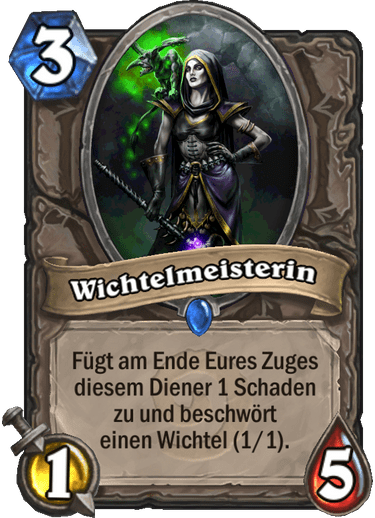 3
Wichtelmeisterin
Fügt am Ende Eures Zuges
diesem Diener 1 Schaden
zu und beschwört
einen Wichtel (1/1).
1
5